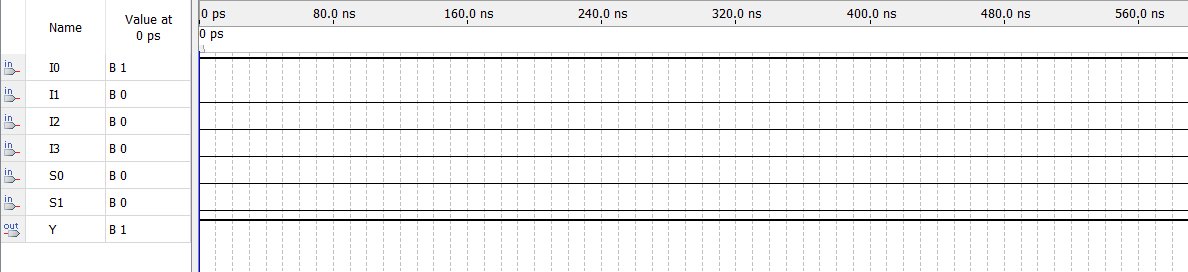 Name Value at 0 ps
0 ps 80.0 ns 160.0 ns 240.0 ns 320.0 ns 400.0 ns 480.0 ns 560.0 ns
0 ps
in I0 B 1
in I1 B 0
in I2 B 0
in I3 B 0
in S0 B 0
in S1 B 0
out Y B 1